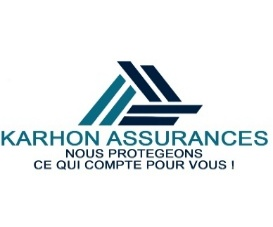 KARHON ASSURANCES
NOUS PROTEGEONS
CE QUI COMPTE POUR VOUS !